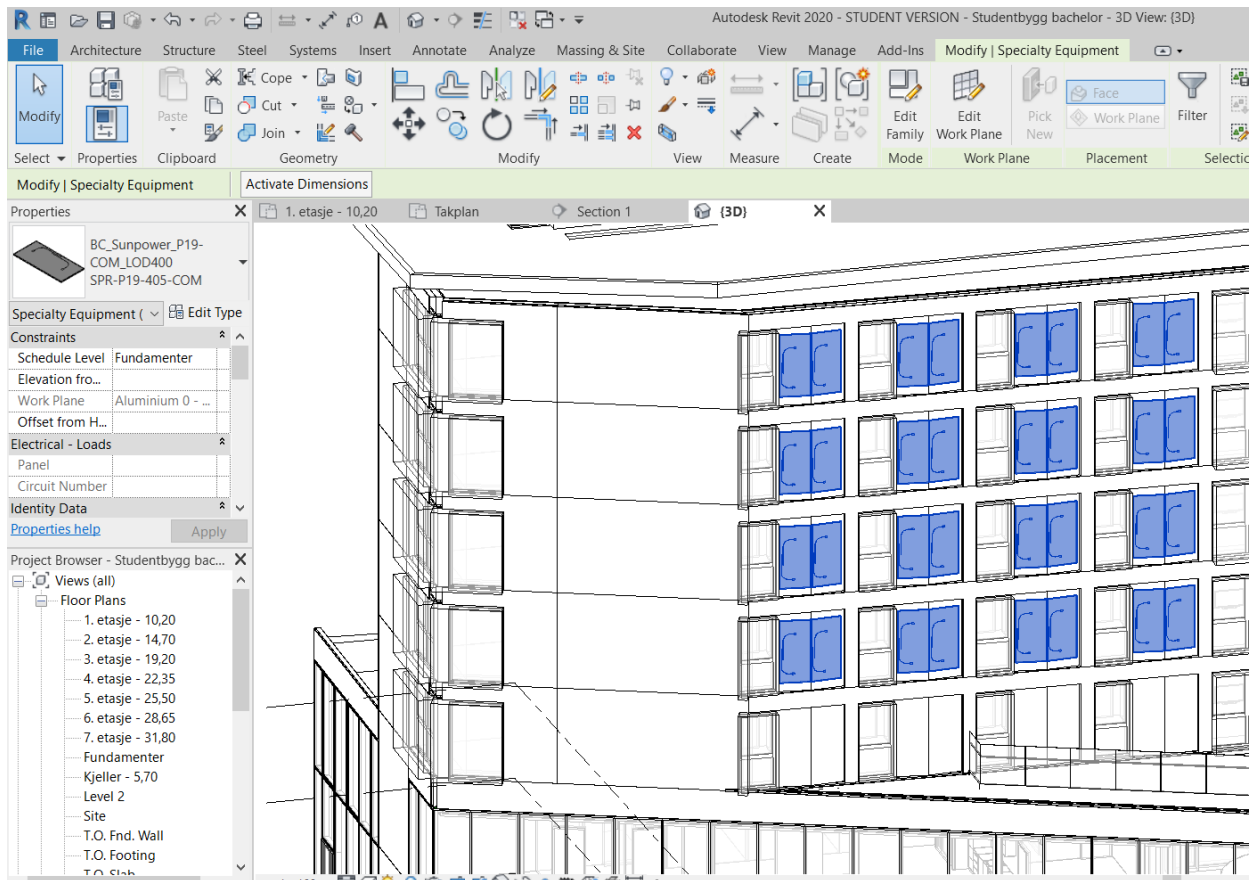 Autodesk Revit 2020 - STUDENT VERSION - Studentbygg bachelor - 3D View: {3D}
File Architecture Structure Steel Systems Insert Annotate Analyze Massing & Site Collaborate View Manage Add-Ins Modify | Specialty Equipment
Modify
Paste
Cope
Cut
Join
Edit Family
Edit Work Plane
Pick New
Face
Work Plane
Filter
Select Properties Clipboard Geometry Modify View Measure Create Mode Work Plane Placement Selectio
Modify | Specialty Equipment Activate Dimensions
Properties
1. etasje - 10,20 Takplan Section 1 {3D}
BC_Sunpower_P19-
COM_LOD400
SPR-P19-405-COM
Specialty Equipment ( Edit Type
Constraints
Schedule Level Fundamenter
Elevation fro...
Work Plane Aluminium 0 - ...
Offset from H...
Electrical - Loads
Panel
Circuit Number
Identity Data
Properties help Apply
Project Browser - Studentbygg bac...
Views (all)
Floor Plans
1. etasje - 10,20
2. etasje - 14,70
3. etasje - 19,20
4. etasje - 22,35
5. etasje - 25,50
6. etasje - 28,65
7. etasje - 31,80
Fundamenter
Kjeller - 5,70
Level 2
Site
T.O. Fnd. Wall
T.O. Footing
T.O. Slab